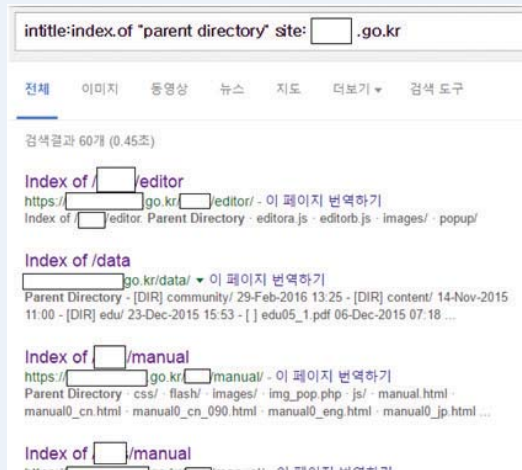 intitle:index.of "parent directory" site: .go.kr
전체 이미지 동영상 뉴스 지도 더보기 ▾ 검색 도구
검색결과 60개 (0.45초)
Index of / /editor
https:// go.kr/ /editor/ - 이 페이지 번역하기
Index of / /editor. Parent Directory · editora.js · editorb.js · images/ · popup/
Index of /data
go.kr/data/ ▾ 이 페이지 번역하기
Parent Directory - [DIR] community/ 29-Feb-2016 13:25 - [DIR] content/ 14-Nov-2015
11:00 - [DIR] edu/ 23-Dec-2015 15:53 - [ ] edu05_1.pdf 06-Dec-2015 07:18 ...
Index of / /manual
https:// .go.kr/ /manual/ - 이 페이지 번역하기
Parent Directory · css/ · flash/ · images/ · img_pop.php · js/ · manual.html ·
manual0_cn.html · manual0_cn_090.html · manual0_eng.html · manual0_jp.html ...
Index of / /manual